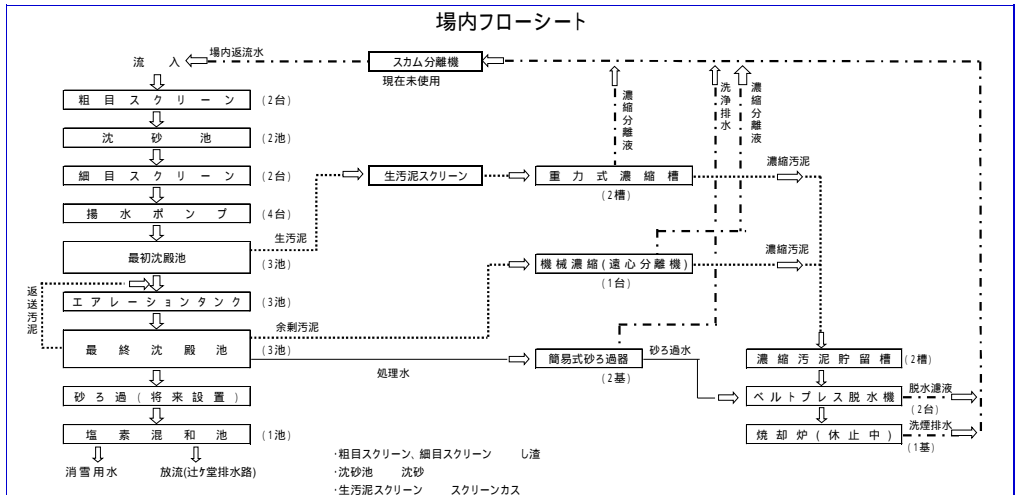 場内フローシート
場内返流水
流 入
スカム分離機
現在未使用
粗目スクリーン (2台)
沈砂池 (2池)
細目スクリーン (2台)
揚水ポンプ (4台)
最初沈殿池 (3池)
生汚泥
返送汚泥
エアレーションタンク (3池)
余剰汚泥
最終沈殿池 (3池)
処理水
砂ろ過(将来設置)
塩素混和池 (1池)
消雪用水
放流(辻ケ堂排水路)
生汚泥スクリーン
重力式濃縮槽
(2槽)
濃縮分離液
洗浄排水
濃縮分離液
濃縮汚泥
機械濃縮(遠心分離機)
(1台)
濃縮汚泥
簡易式砂ろ過器
(2基)
砂ろ過水
濃縮汚泥貯留槽 (2槽)
ベルトプレス脱水機
脱水濾液
(2台)
焼却炉(休止中)
洗煙排水
(1基)
・粗目スクリーン、細目スクリーン し渣
・沈砂池 沈砂
・生汚泥スクリーン スクリーンカス